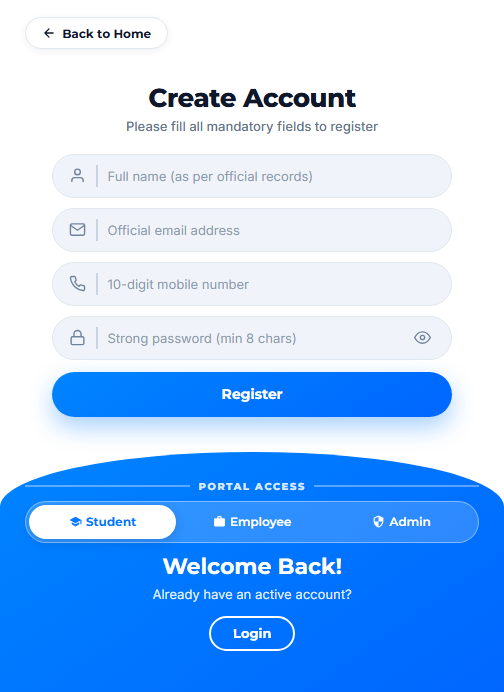 Back to Home
Create Account
Please fill all mandatory fields to register
Full name (as per official records)
Official email address
10-digit mobile number
Strong password (min 8 chars)
Register
PORTAL ACCESS
Student Employee Admin
Welcome Back!
Already have an active account?
Login